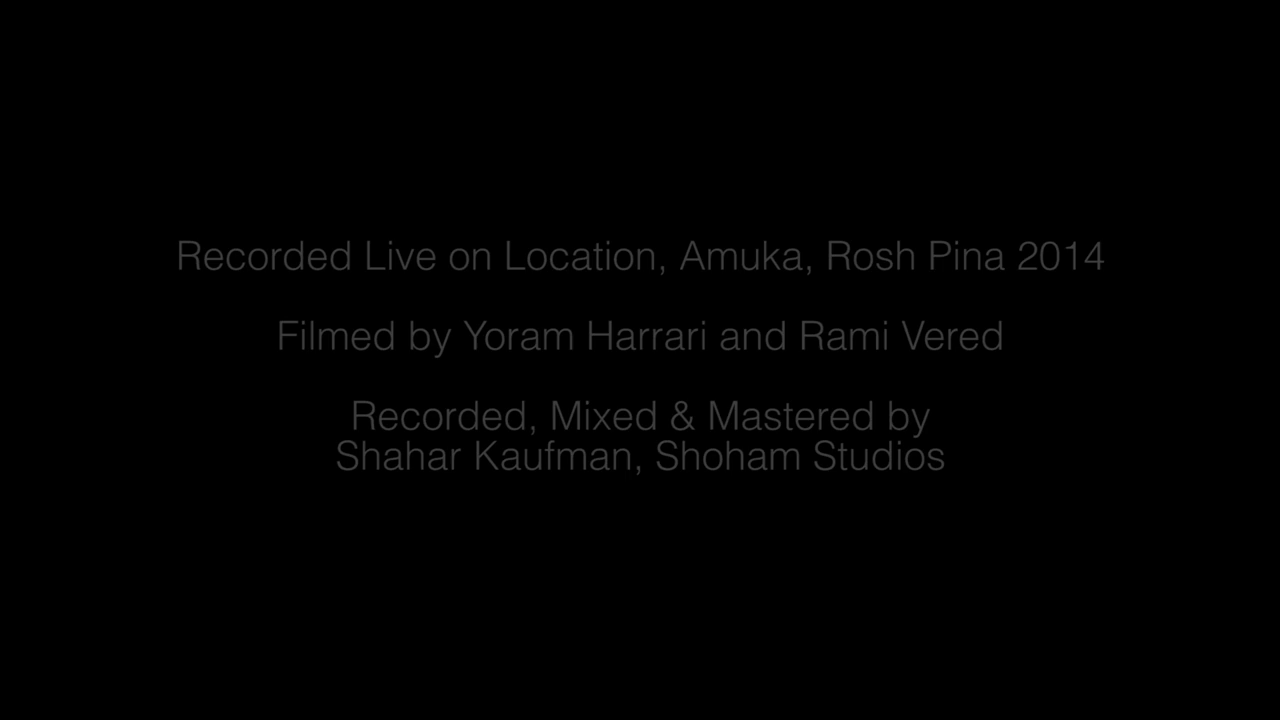 Recorded Live on Location, Amuka, Rosh Pina 2014
Filmed by Yoram Harrari and Rami Vered
Recorded, Mixed & Mastered by
Shahar Kaufman, Shoham Studios